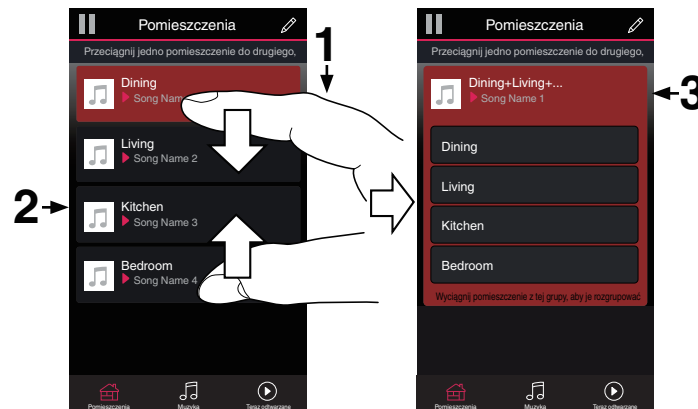 Pomieszczenia
Przeciągnij jedno pomieszczenie do drugiego,
1
Dining
Song Nam
Living
Song Name 2
2
Kitchen
Song Name 3
Bedroom
Song Name 4
Pomieszczenia
Muzyka
Teraz odtwarzane
Pomieszczenia
Przeciągnij jedno pomieszczenie do drugiego,
Dining+Living+...
Song Name 1
3
Dining
Living
Kitchen
Bedroom
Wyciągnij pomieszczenie z tej grupy, aby je rozgrupować
Pomieszczenia
Muzyka
Teraz odtwarzane